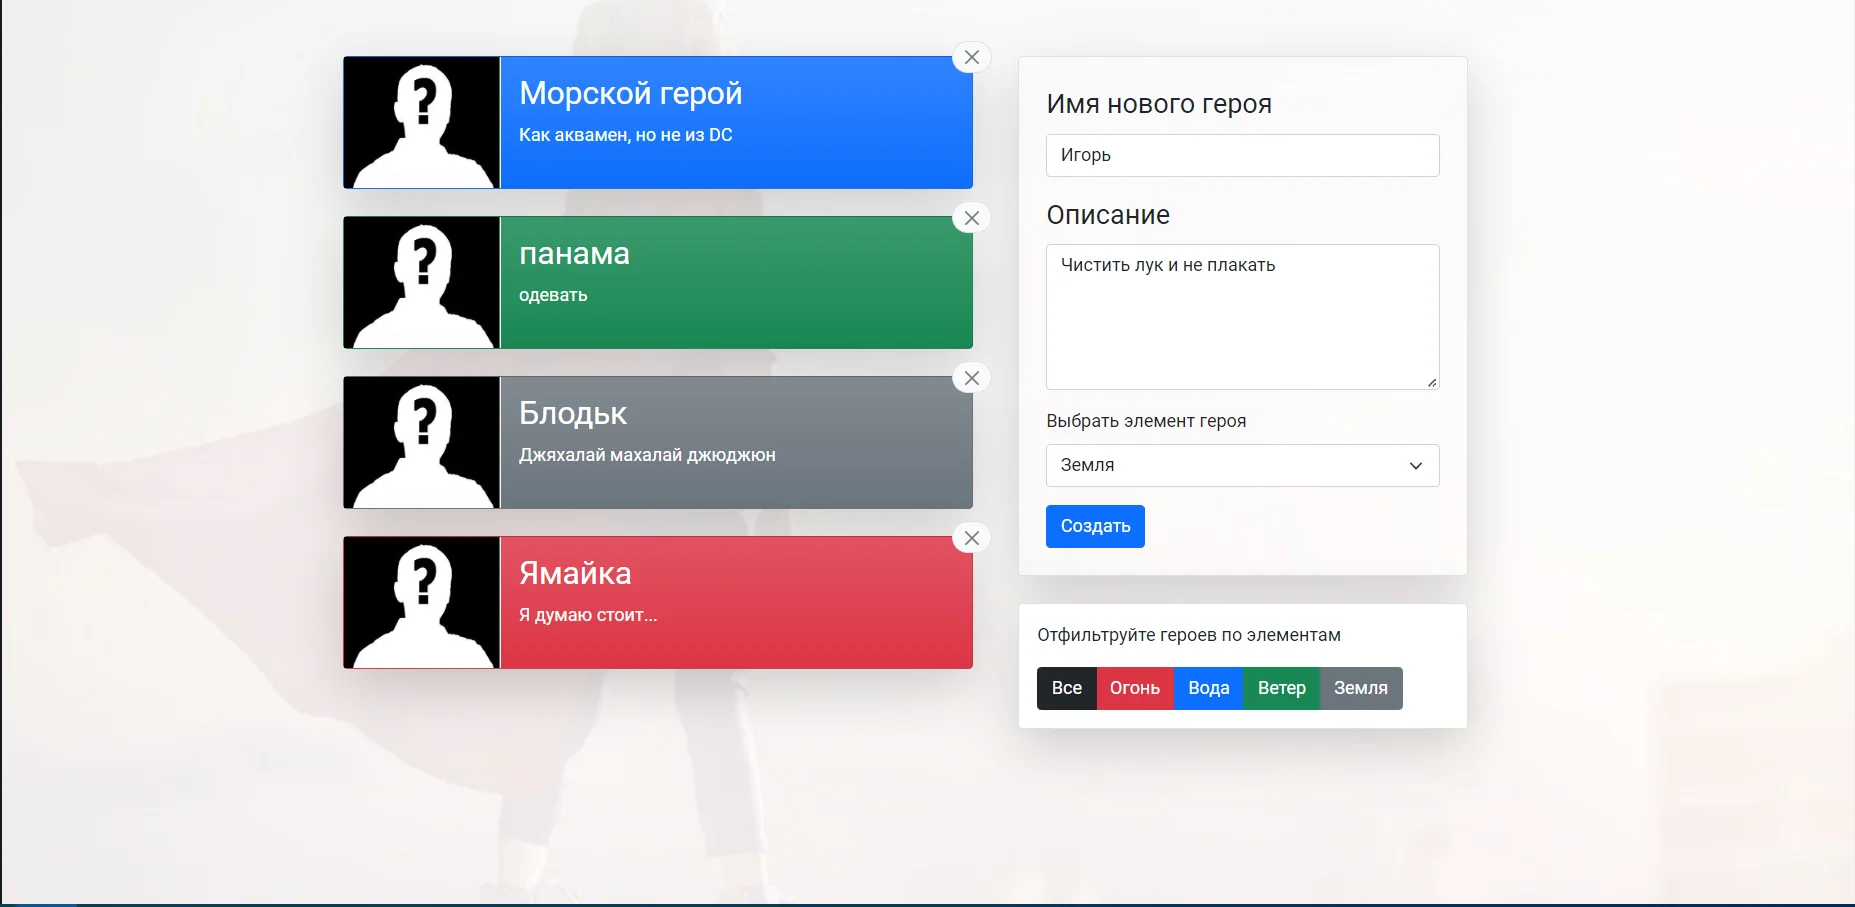 Морской герой
Как аквамен, но не из DC
панама
одевать
Блодьк
Джяхалай махалай джюджюн
Ямайка
Я думаю стоит...
Имя нового героя
Игорь
Описание
Чистить лук и не плакать
Выбрать элемент героя
Земля
Создать
Отфильтруйте героев по элементам
Все Огонь Вода Ветер Земля